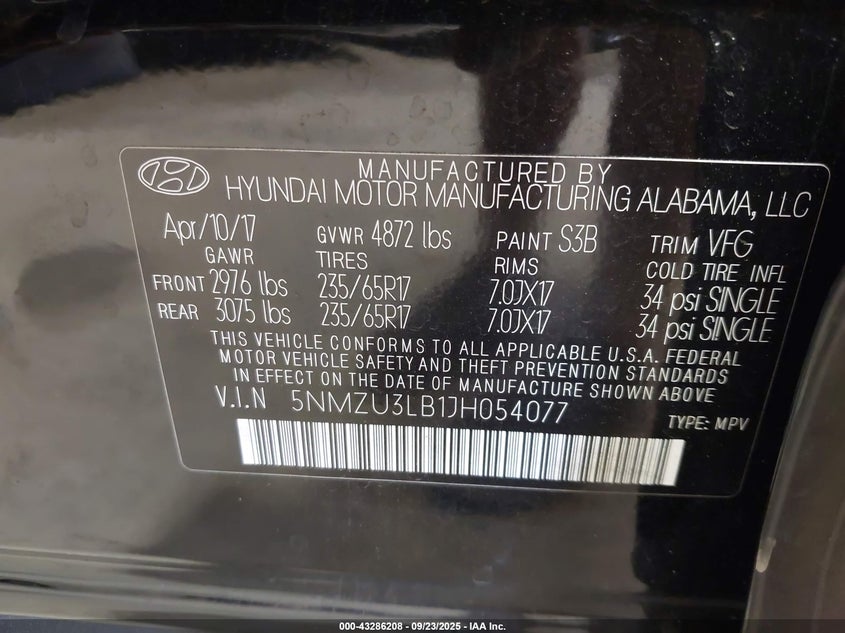 MANUFACTURED BY
HYUNDAI MOTOR MANUFACTURING ALABAMA, LLC
Apr/10/17 GVWR 4872 lbs PAINT S3B TRIM VFG
GAWR TIRES RIMS COLD TIRE INFL
FRONT 2976 lbs 235/65R17 7.0JX17 34 psi SINGLE
REAR 3075 lbs 235/65R17 7.0JX17 34 psi SINGLE
THIS VEHICLE CONFORMS TO ALL APPLICABLE U.S.A. FEDERAL
MOTOR VEHICLE SAFETY AND THEFT PREVENTION STANDARDS
IN EFFECT ON THE DATE OF MANUFACTURE SHOWN ABOVE
V.I.N 5NMZU3LB1JH054077 TYPE: MPV
000-43286208 - 09/23/2025 - IAA Inc.